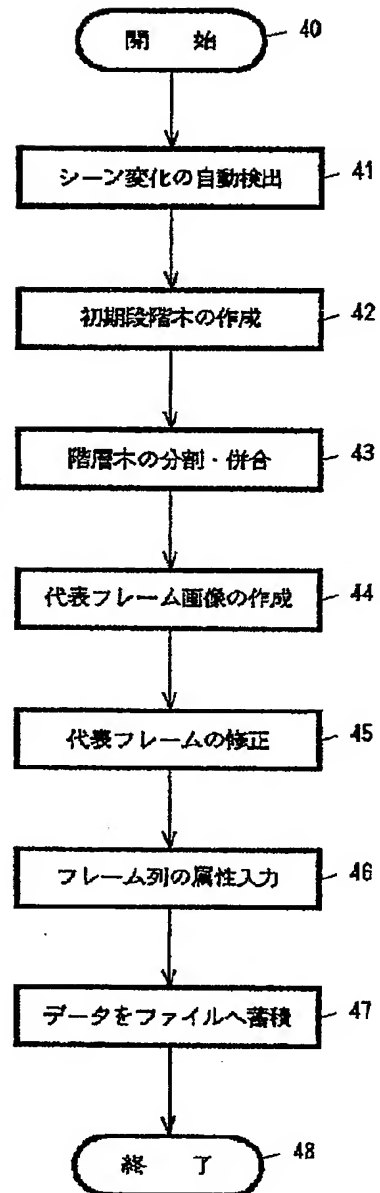 開 始 40
シーン変化の自動検出 41
初期段階木の作成 42
階層木の分割・併合 43
代表フレーム画像の作成 44
代表フレームの修正 45
フレーム列の属性入力 46
データをファイルへ蓄積 47
終 了 48